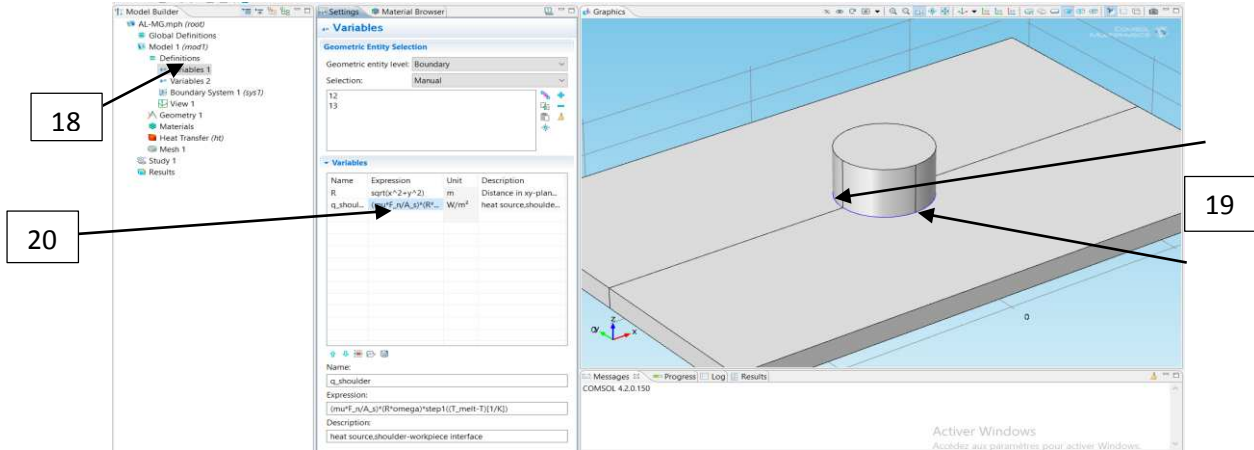 Model Builder
AL-MG.mph (root)
Global Definitions
Model 1 (mod1)
Definitions
Variables 2
Boundary System 1 (sys1)
View 1
Geometry 1
Materials
Heat Transfer (ht)
Mesh 1
Study 1
Results
18
20
Settings Material Browser
Variables
Geometric Entity Selection
Geometric entity level: Boundary
Selection: Manual
12
13
Variables
Name Expression Unit Description
R sqrt(x^2+y^2) m Distance in xy-plan...
q_shoul... (mu*F_n/A_s)*(R*... W/m² heat source,shoulde...
Name:
q_shoulder
Expression:
(mu*F_n/A_s)*(R*omega)*step1((T_melt-T)[1/K])
Description:
heat source,shoulder-workpiece interface
Graphics
COMSOL
z
y
x
0
19
Messages Progress Log Results
COMSOL 4.2.0.150
Activer Windows
Accédez aux paramètres pour activer Windows.